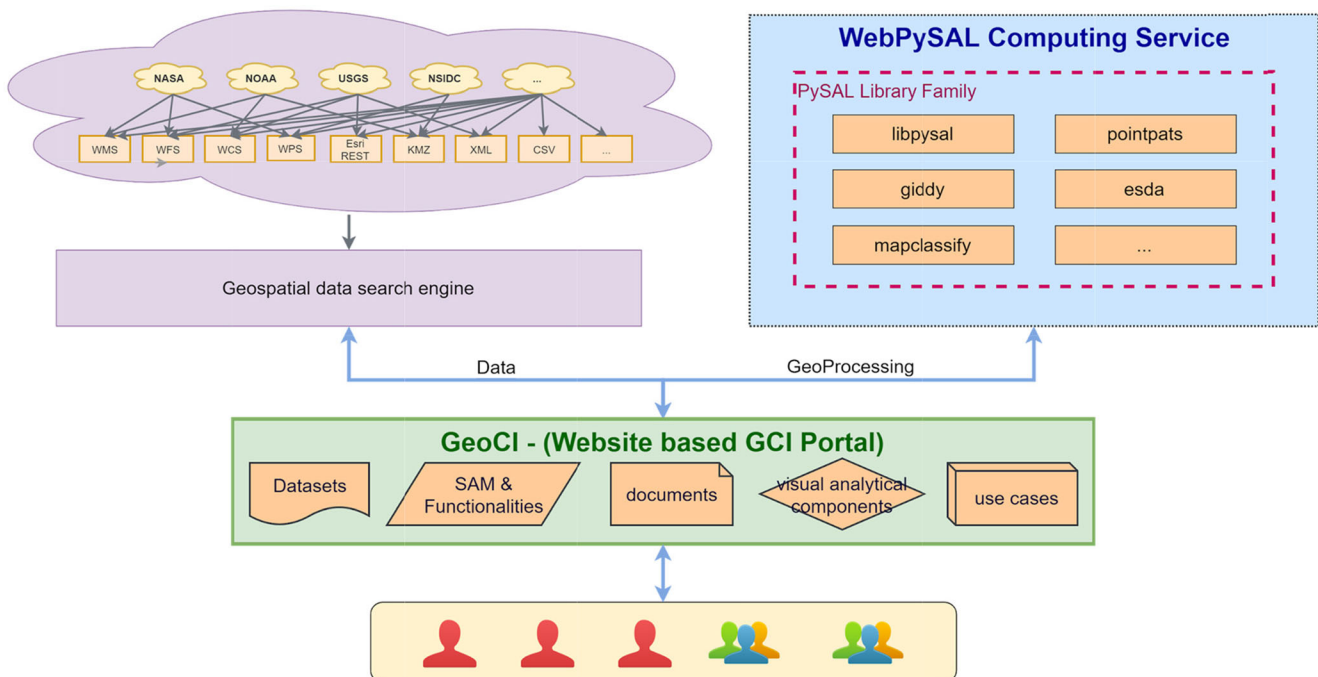 NASA
NOAA
USGS
NSIDC
...
WMS
WFS
WCS
WPS
Esri
REST
KMZ
XML
CSV
...
Geospatial data search engine
WebPySAL Computing Service
PySAL Library Family
libpysal
pointpats
giddy
esda
mapclassify
...
Data
GeoProcessing
GeoCI - (Website based GCI Portal)
Datasets
SAM &
Functionalities
documents
visual analytical
components
use cases